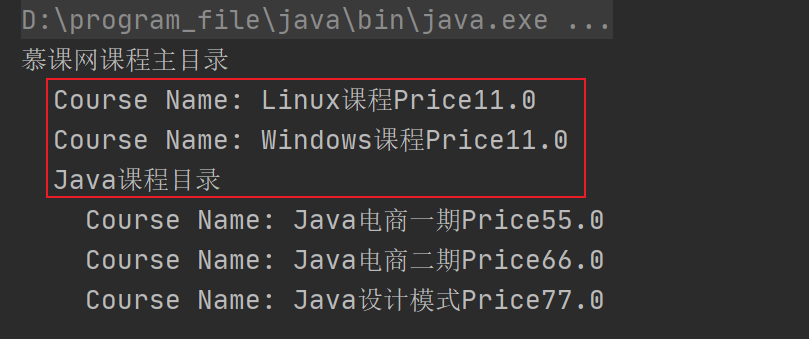 D:\program_file\java\bin\java.exe ...
慕课网课程主目录
Course Name: Linux课程Price11.0
Course Name: Windows课程Price11.0
Java课程目录
Course Name: Java电商一期Price55.0
Course Name: Java电商二期Price66.0
Course Name: Java设计模式Price77.0